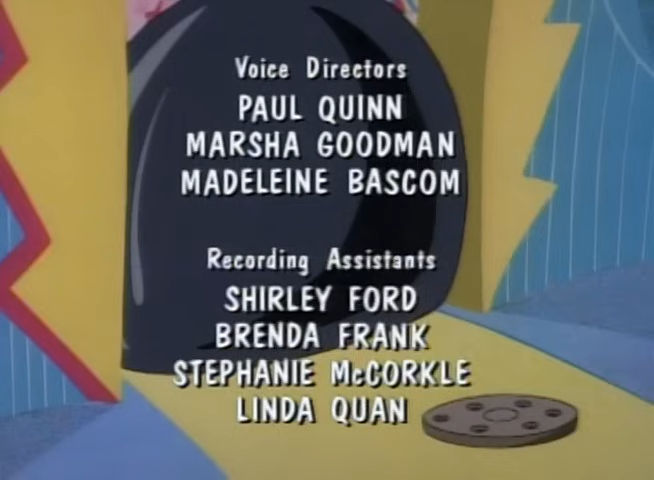 Voice Directors
PAUL QUINN
MARSHA GOODMAN
MADELEINE BASCOM
Recording Assistants
SHIRLEY FORD
BRENDA FRANK
STEPHANIE McCORKLE
LINDA QUAN